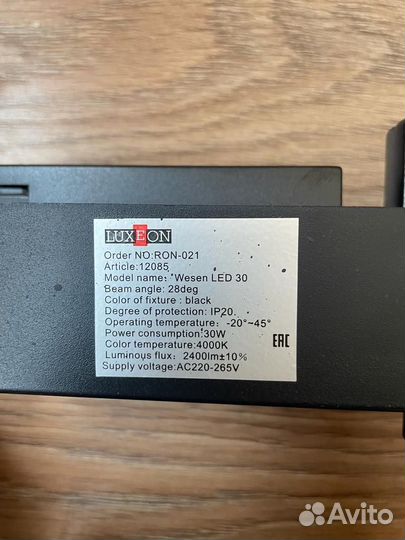 LUXEON
Order NO:RON-021
Article:12085
Model name: Wesen LED 30
Beam angle: 28deg
Color of fixture : black
Degree of protection: IP20
Operating temperature: -20°~45°
Power consumption:30W
Color temperature:4000K
Luminous flux: 2400lm±10%
Supply voltage:AC220-265V
EAC
Avito